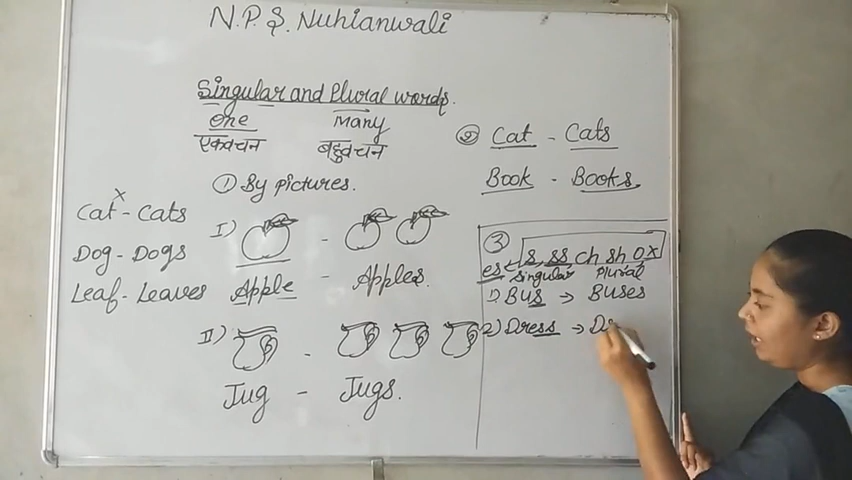 N.P.S. Nuhianwali
Singular and Plural words.
one Many
एकवचन बहुवचन
① By pictures.
Cat - Cats
Dog - Dogs
Leaf - Leaves
I)
Apple - Apples.
II)
Jug - Jugs.
② Cat - Cats
Book - Books
③
es < s, ss ch sh o, x
Singular Plural
1) Bus → Buses
2) Dress → Ds